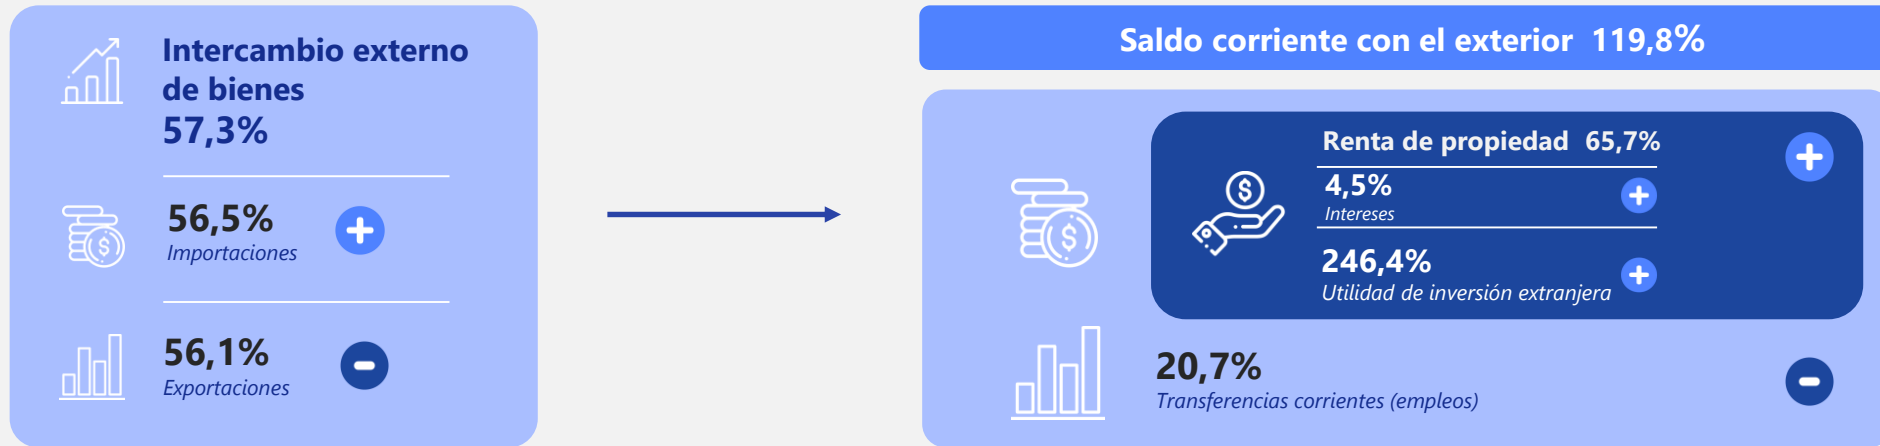 Intercambio externo
de bienes
57,3%
56,5%
Importaciones
56,1%
Exportaciones
Saldo corriente con el exterior 119,8%
Renta de propiedad 65,7%
4,5%
Intereses
246,4%
Utilidad de inversión extranjera
20,7%
Transferencias corrientes (empleos)